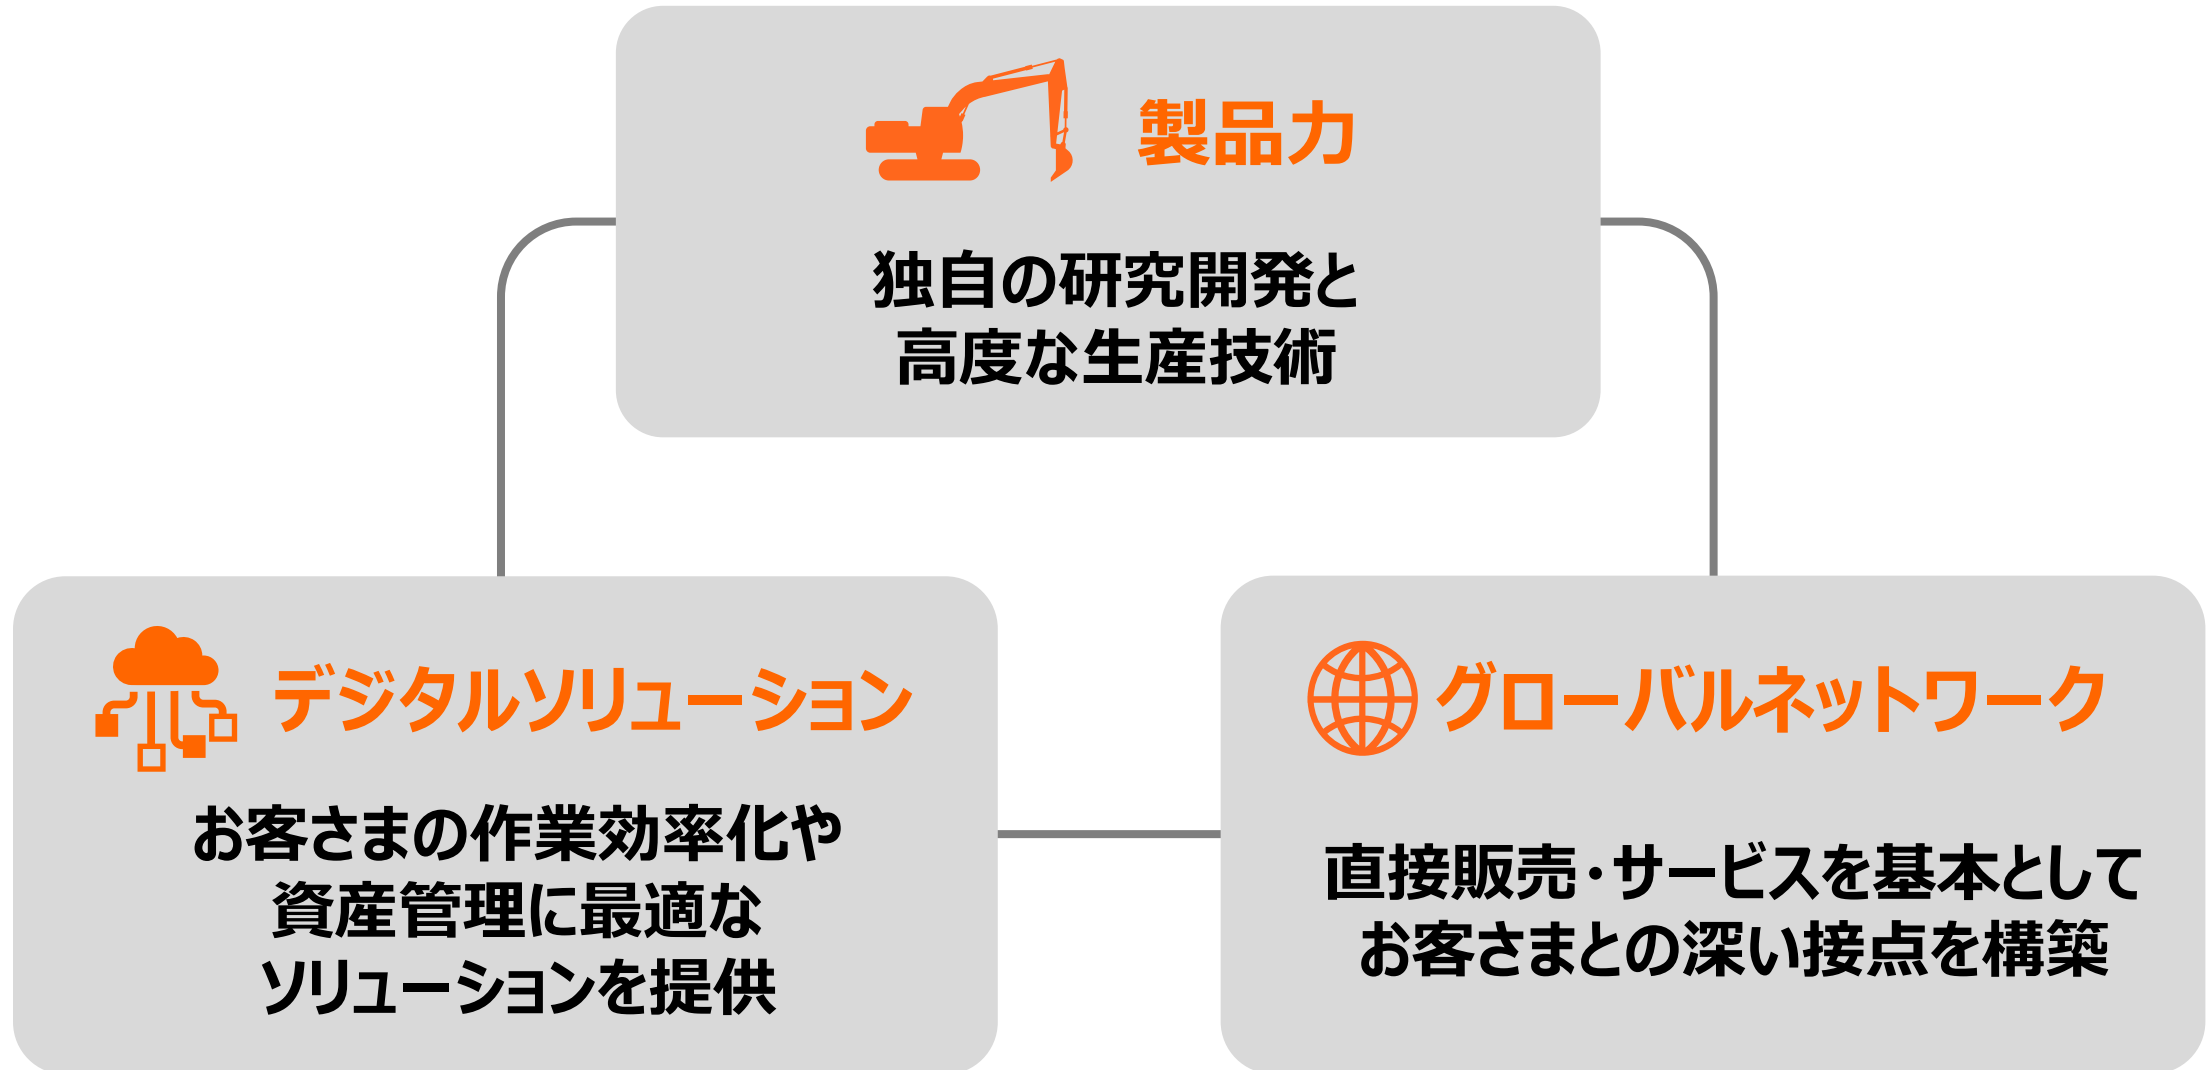 製品力
独自の研究開発と
高度な生産技術
デジタルソリューション
お客さまの作業効率化や
資産管理に最適な
ソリューションを提供
グローバルネットワーク
直接販売・サービスを基本として
お客さまとの深い接点を構築